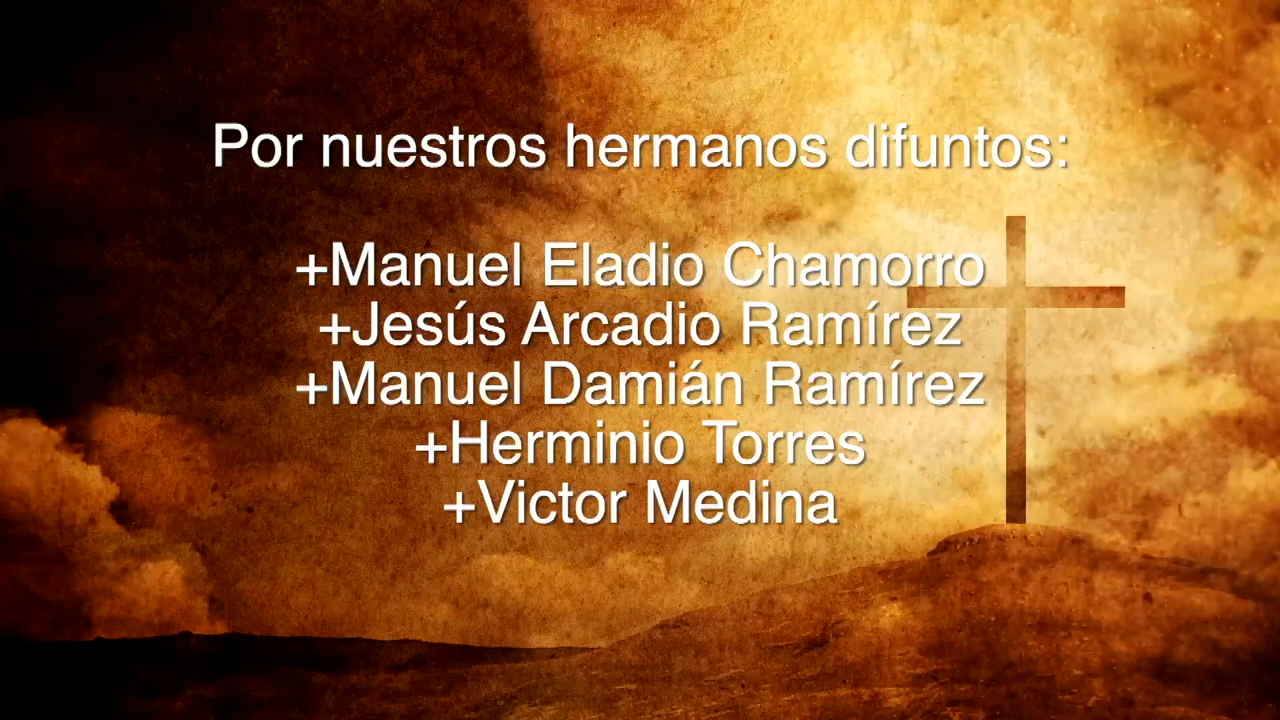 Por nuestros hermanos difuntos:
+Manuel Eladio Chamorro
+Jesús Arcadio Ramírez
+Manuel Damián Ramírez
+Herminio Torres
+Victor Medina